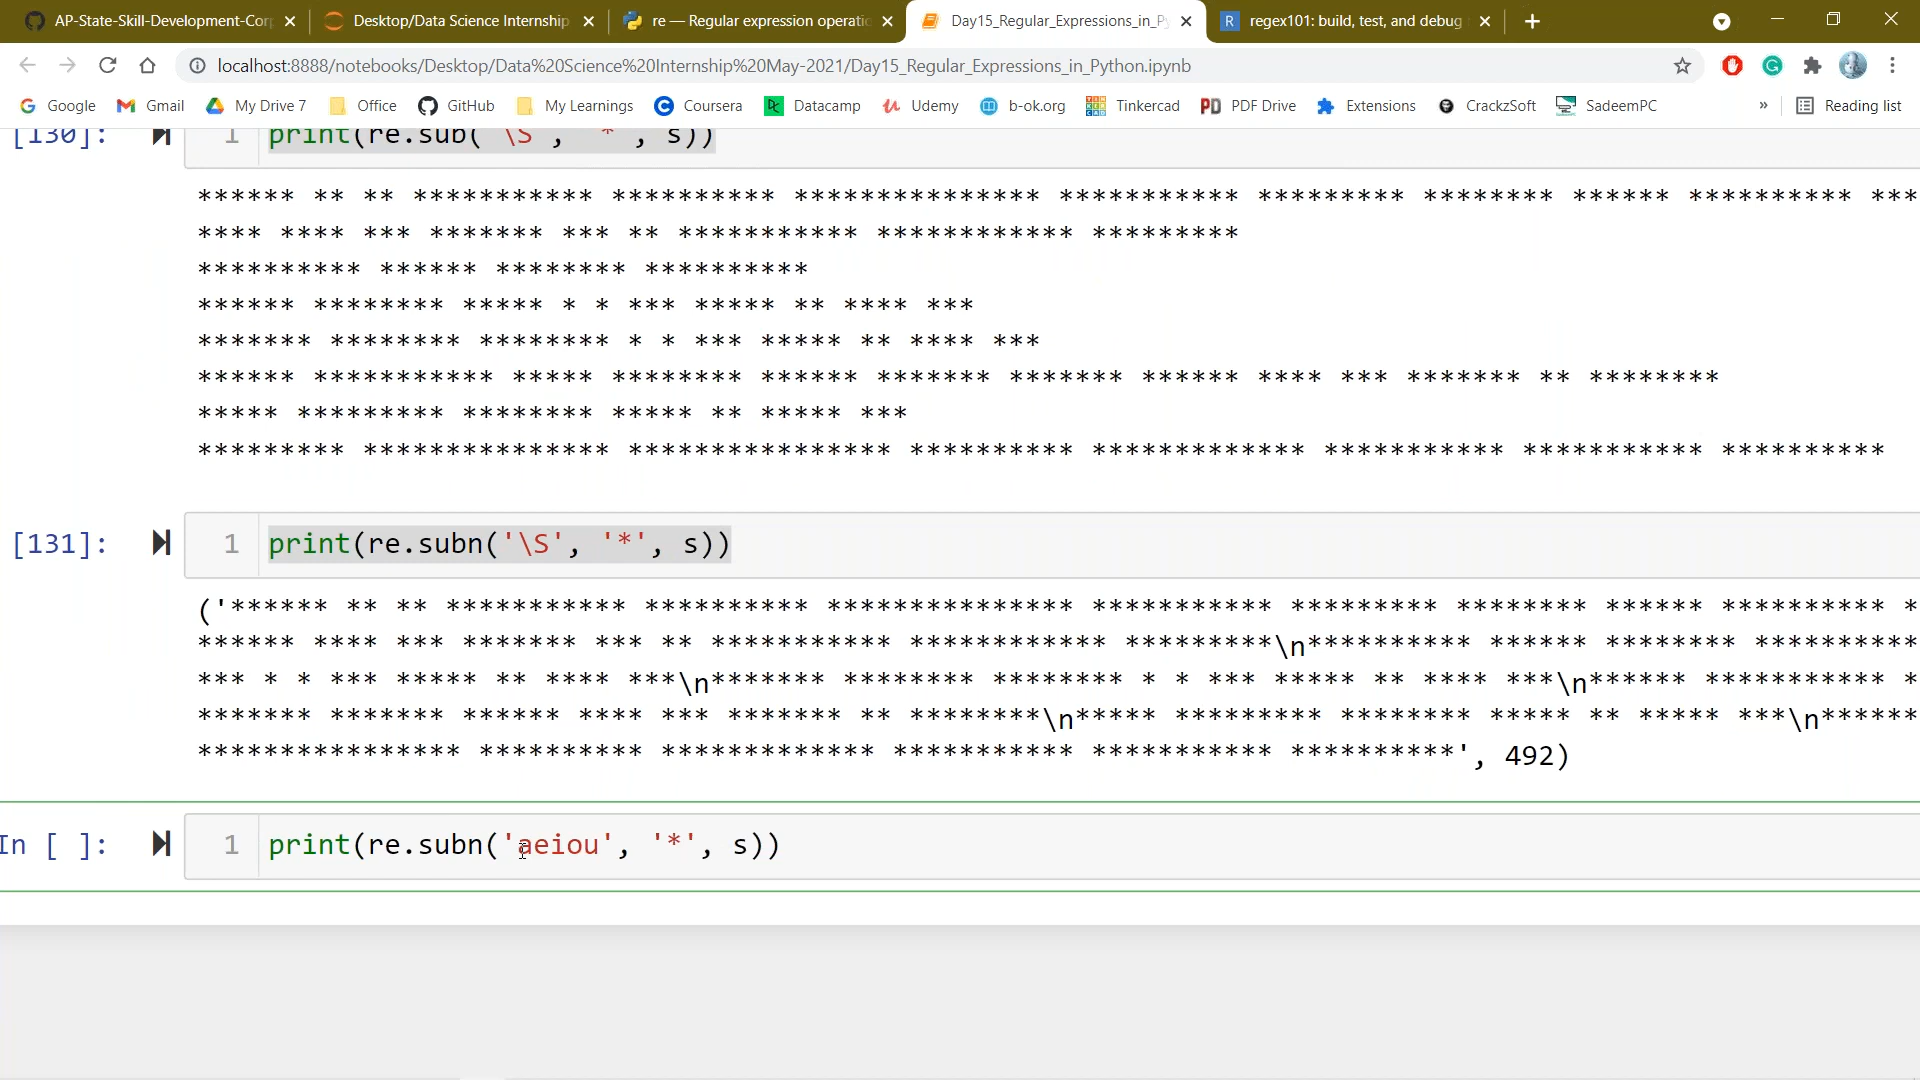 AP-State-Skill-Development-Cor
Desktop/Data Science Internship
re — Regular expression operatio
Day15_Regular_Expressions_in_P
regex101: build, test, and debug
localhost:8888/notebooks/Desktop/Data%20Science%20Internship%20May-2021/Day15_Regular_Expressions_in_Python.ipynb
Google Gmail My Drive 7 Office GitHub My Learnings Coursera Datacamp Udemy b-ok.org Tinkercad PDF Drive Extensions CrackzSoft SadeemPC » Reading list
[130]: 1 print(re.sub('\S', '*', s))
****** ** ** *********** ********** *************** *********** ********* ******** ****** ********** ***
**** **** *** ******* *** ** *********** ************ *********
********** ****** ******** **********
****** ******** ***** * * *** ***** ** **** ***
******* ******** ******** * * *** ***** ** **** ***
****** *********** ***** ******** ****** ******* ******* ****** **** *** ******* ** ********
***** ********* ******** ***** ** ***** ***
********* *************** **************** ********** ************* *********** *********** **********
[131]: 1 print(re.subn('\S', '*', s))
('****** ** ** *********** ********** *************** *********** ********* ******** ****** ********** *
****** **** *** ******* *** ** *********** ************ *********\n********** ****** ******** **********
*** * * *** ***** ** **** ***\n******* ******** ******** * * *** ***** ** **** ***\n****** *********** *
******* ******* ****** **** *** ******* ** ********\n***** ********* ******** ***** ** ***** ***\n******
**************** ********** ************* *********** *********** **********', 492)
In [ ]: 1 print(re.subn('aeiou', '*', s))